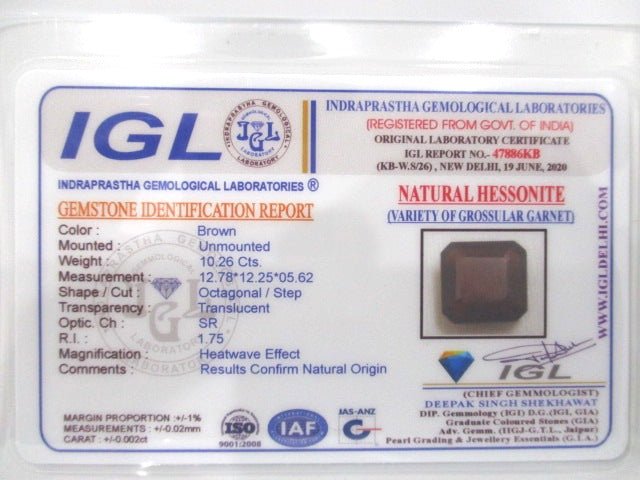 IGL
INDRAPRASTHA GEMOLOGICAL LABORATORIES ®
GEMSTONE IDENTIFICATION REPORT
Color : Brown
Mounted : Unmounted
Weight : 10.26 Cts.
Measurement : 12.78*12.25*05.62
Shape / Cut : Octagonal / Step
Transparency : Translucent
Optic. Ch : SR
R.I. : 1.75
Magnification : Heatwave Effect
Comments : Results Confirm Natural Origin
MARGIN PROPORTION :+/-1%
MEASUREMENTS : +/-0.02mm
CARAT : +/-0.002ct
ISO
9001:2008
IAF
JAS-ANZ
INDRAPRASTHA GEMOLOGICAL LABORATORIES
(REGISTERED FROM GOVT. OF INDIA)
ORIGINAL LABORATORY CERTIFICATE
IGL REPORT NO.- 47886KB
(KB-W.8/26) , NEW DELHI, 19 JUNE, 2020
NATURAL HESSONITE
(VARIETY OF GROSSULAR GARNET)
WWW.IGLDELHI.COM
IGL
(CHIEF GEMMOLOGIST)
DEEPAK SINGH SHEKHAWAT
DIP. Gemmology (IGI) D.G.(IGI, GIA)
Graduate Coloured Stones (GIA)
Adv. Gemm. (HGJ-G.T.L., Jaipur)
Pearl Grading & Jewellery Essentials (G.I.A.)